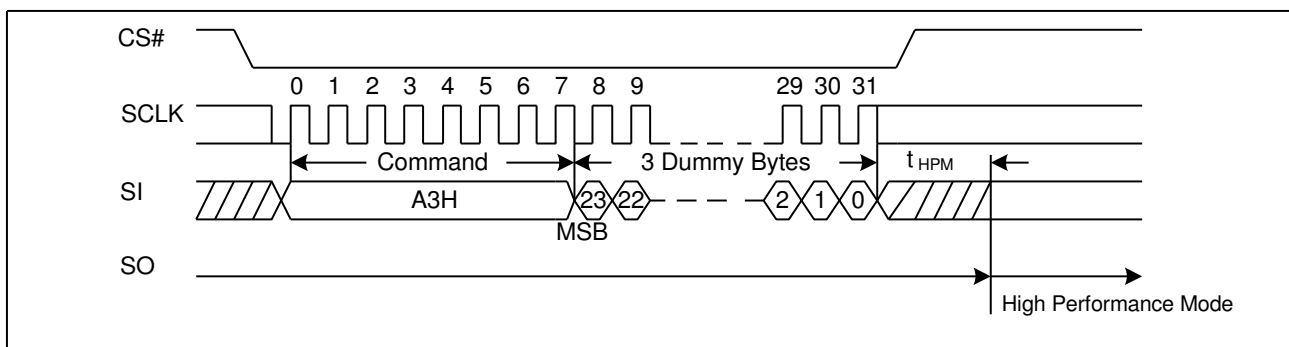 CS#
0 1 2 3 4 5 6 7 8 9 29 30 31
SCLK
Command 3 Dummy Bytes t HPM
SI A3H 23 22 2 1 0
MSB
SO
High Performance Mode